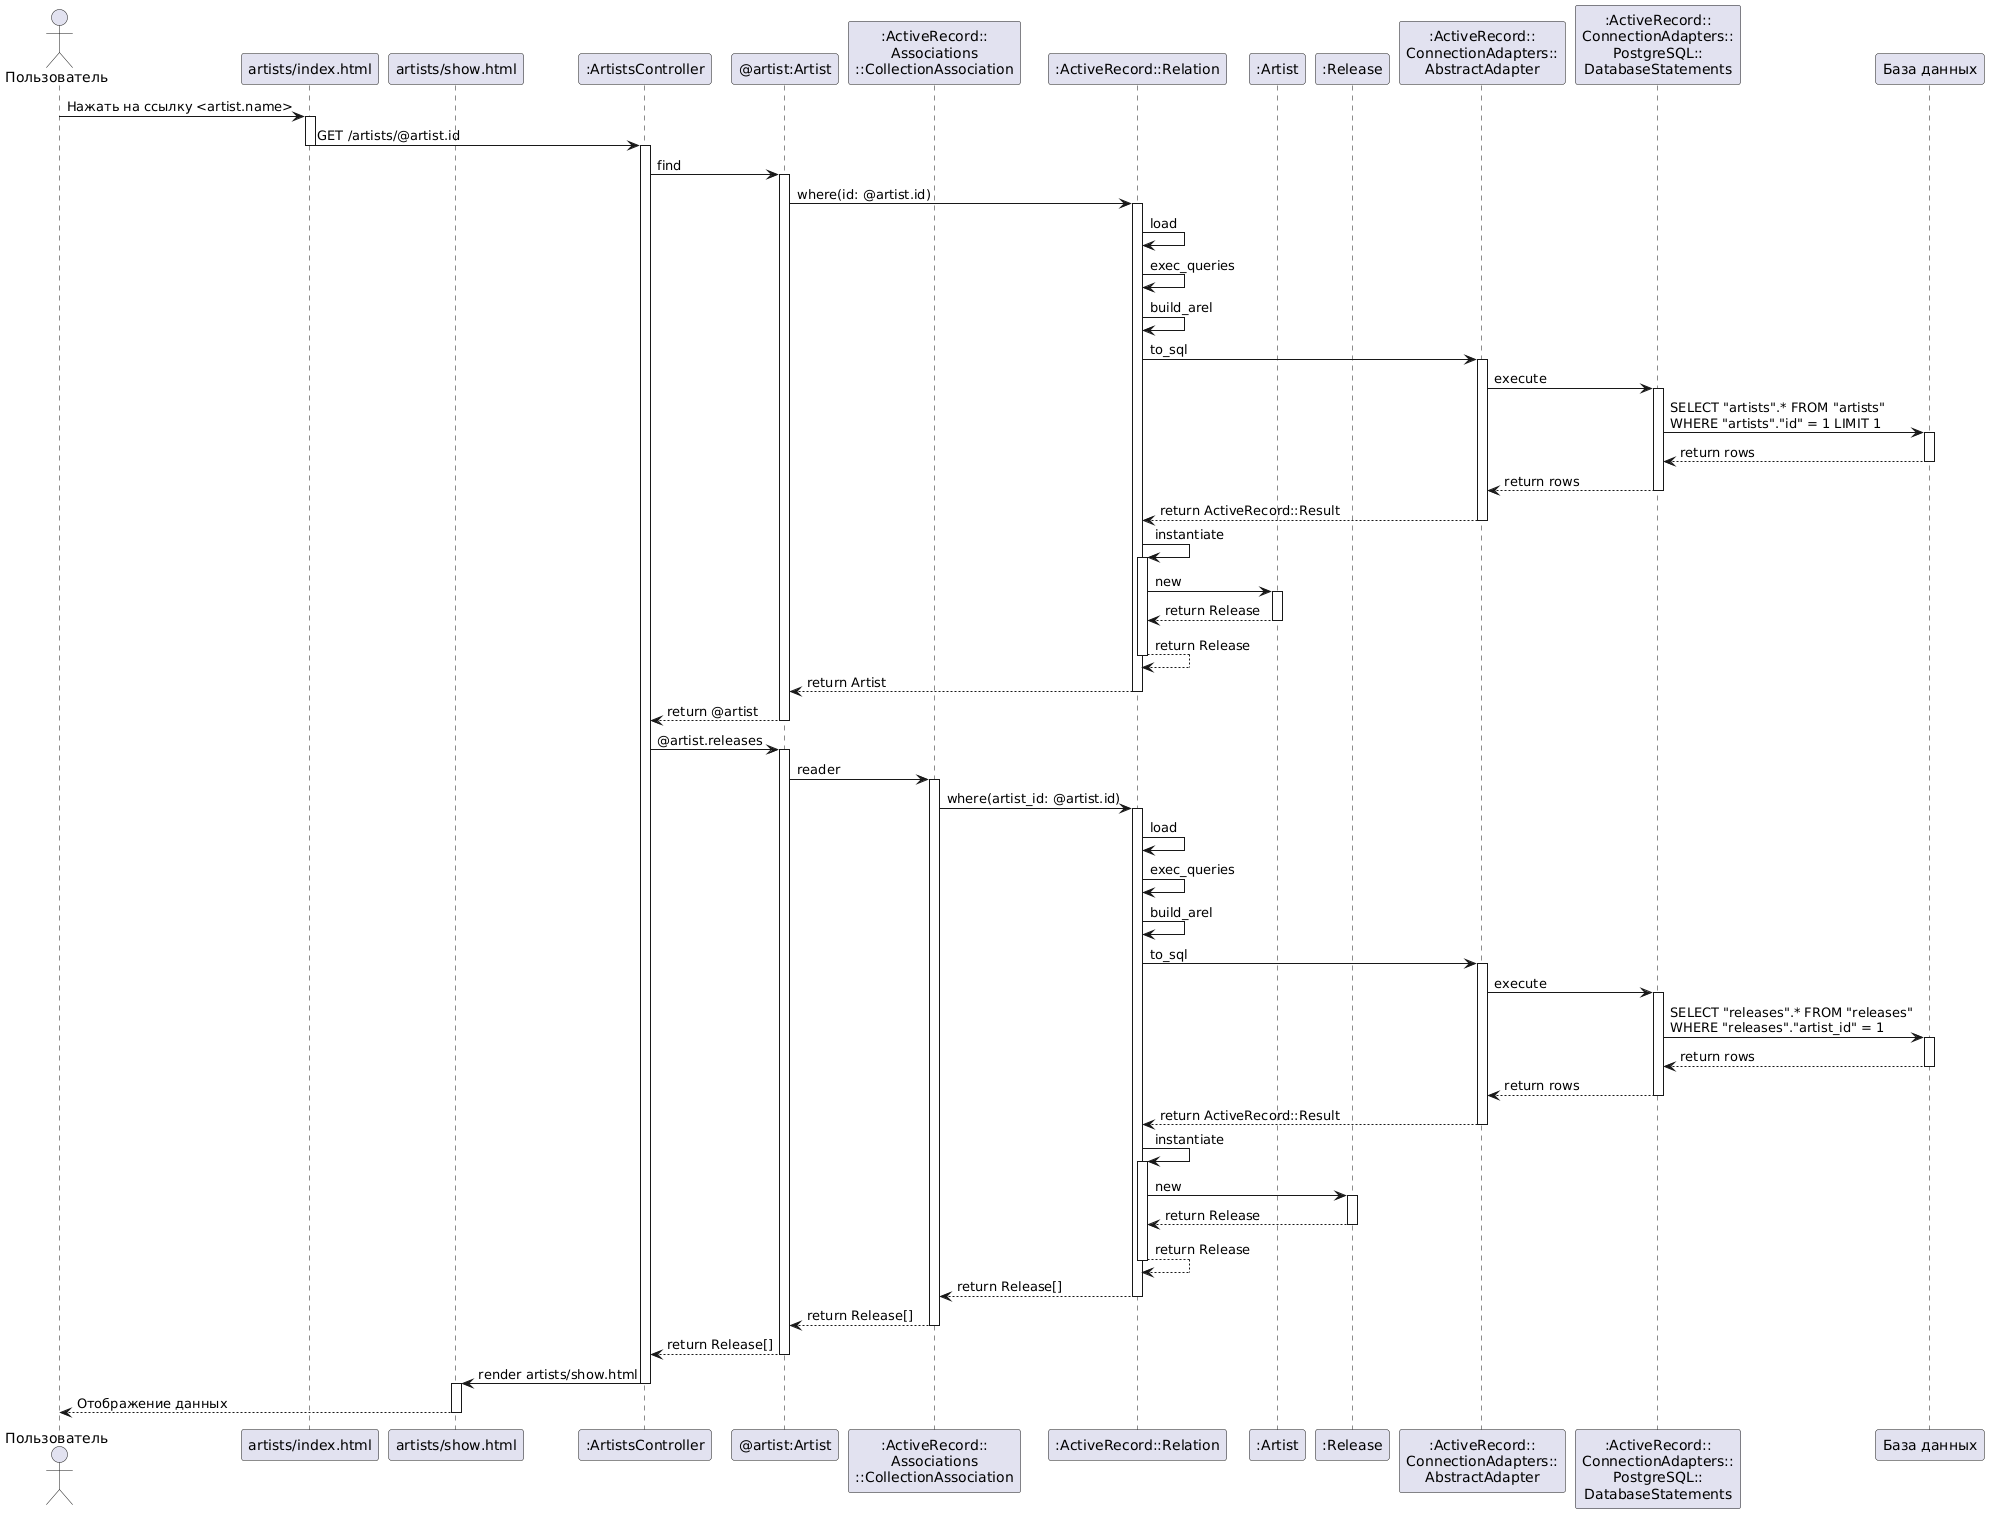 Пользователь
artists/index.html
artists/show.html
:ArtistsController
@artist:Artist
:ActiveRecord::
Associations
::CollectionAssociation
:ActiveRecord::Relation
:Artist
:Release
:ActiveRecord::
ConnectionAdapters::
AbstractAdapter
:ActiveRecord::
ConnectionAdapters::
PostgreSQL::
DatabaseStatements
База данных
Нажать на ссылку <artist.name>
GET /artists/@artist.id
find
where(id: @artist.id)
load
exec_queries
build_arel
to_sql
execute
SELECT "artists".* FROM "artists"
WHERE "artists"."id" = 1 LIMIT 1
return rows
return rows
return ActiveRecord::Result
instantiate
new
return Release
return Release
return Artist
return @artist
@artist.releases
reader
where(artist_id: @artist.id)
load
exec_queries
build_arel
to_sql
execute
SELECT "releases".* FROM "releases"
WHERE "releases"."artist_id" = 1
return rows
return rows
return ActiveRecord::Result
instantiate
new
return Release
return Release
return Release[]
return Release[]
return Release[]
render artists/show.html
Отображение данных
Пользователь
artists/index.html
artists/show.html
:ArtistsController
@artist:Artist
:ActiveRecord::
Associations
::CollectionAssociation
:ActiveRecord::Relation
:Artist
:Release
:ActiveRecord::
ConnectionAdapters::
AbstractAdapter
:ActiveRecord::
ConnectionAdapters::
PostgreSQL::
DatabaseStatements
База данных